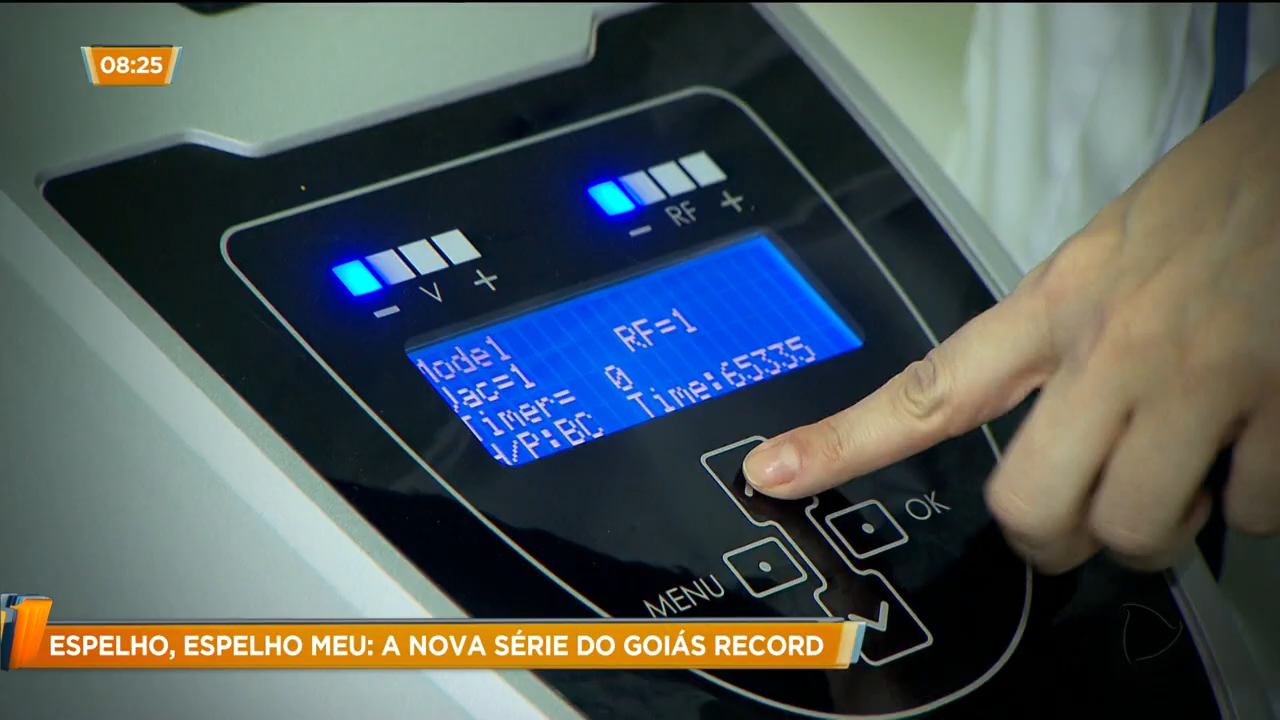 08:25
- RF +
- V +
Mode1 RF=1
Vac=1
Timer= 0
VP:BC Time:65335
OK
MENU
ESPELHO, ESPELHO MEU: A NOVA SÉRIE DO GOIÁS RECORD